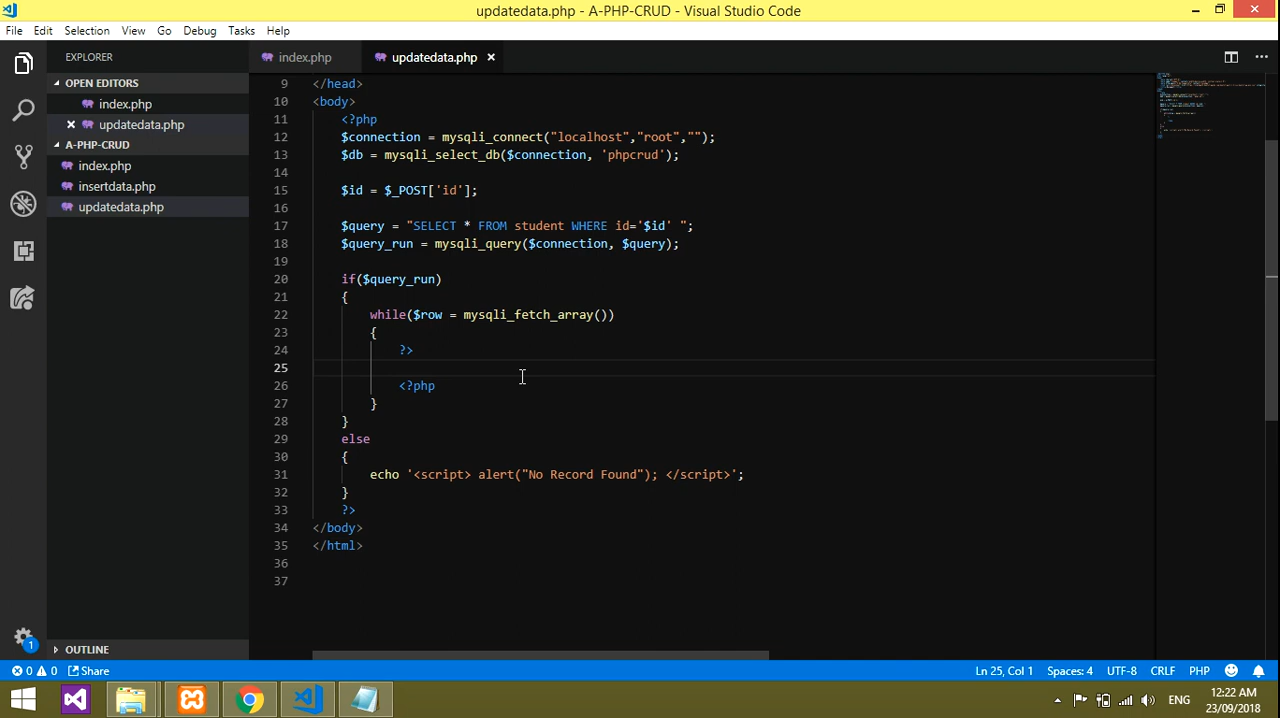 updatedata.php - A-PHP-CRUD - Visual Studio Code
File Edit Selection View Go Debug Tasks Help
EXPLORER
OPEN EDITORS
index.php
updatedata.php
A-PHP-CRUD
index.php
insertdata.php
updatedata.php
OUTLINE
index.php updatedata.php
9 </head>
10 <body>
11 <?php
12 $connection = mysqli_connect("localhost","root","");
13 $db = mysqli_select_db($connection, 'phpcrud');
14
15 $id = $_POST['id'];
16
17 $query = "SELECT * FROM student WHERE id='$id' ";
18 $query_run = mysqli_query($connection, $query);
19
20 if($query_run)
21 {
22 while($row = mysqli_fetch_array())
23 {
24 ?>
25
26 <?php
27 }
28 }
29 else
30 {
31 echo '<script> alert("No Record Found"); </script>';
32 }
33 ?>
34 </body>
35 </html>
36
37
1
0 0 Share Ln 25, Col 1 Spaces: 4 UTF-8 CRLF PHP
ENG
12:22 AM
23/09/2018